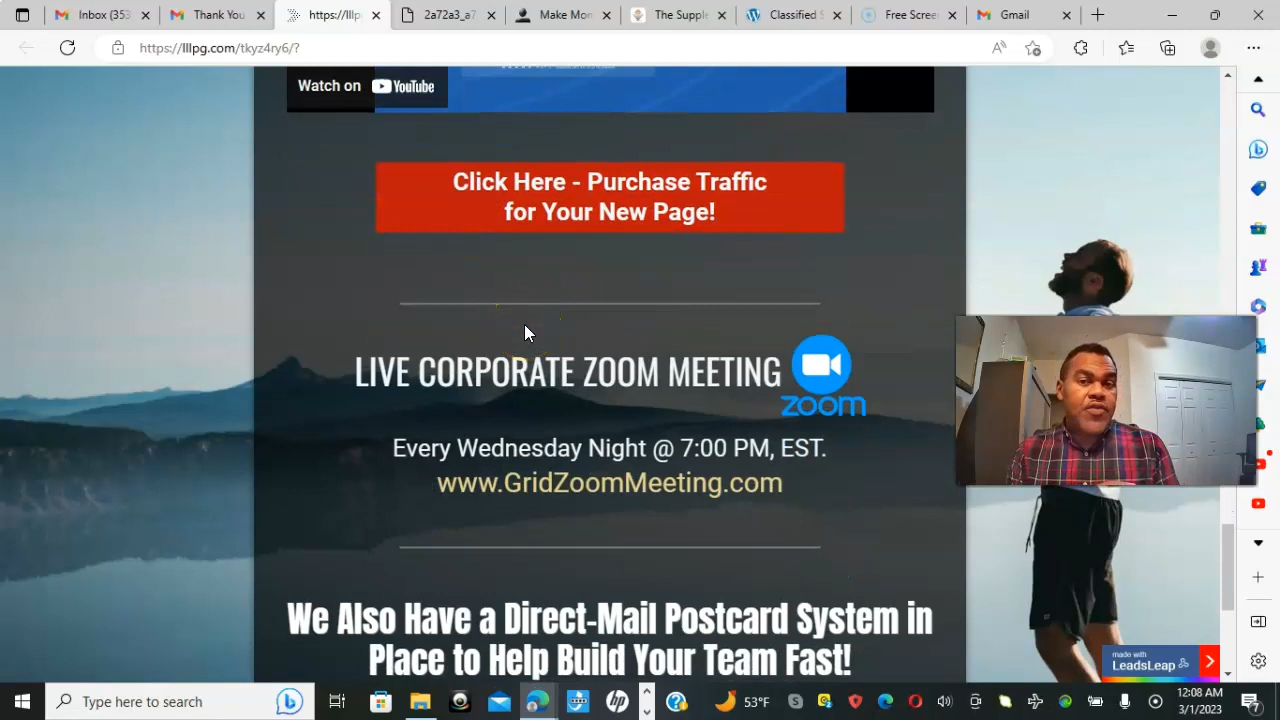 Inbox (353
Thank You
https://lllpg
2a72a3_a7
Make Mon
The Supple
Classified S
Free Scree
Gmail
https://lllpg.com/tkyz4ry6/?
Watch on YouTube
Click Here - Purchase Traffic
for Your New Page!
LIVE CORPORATE ZOOM MEETING
zoom
Every Wednesday Night @ 7:00 PM, EST.
www.GridZoomMeeting.com
We Also Have a Direct-Mail Postcard System in
Place to Help Build Your Team Fast!
made with
LeadsLeap
Type here to search
53°F
12:08 AM
3/1/2023
7